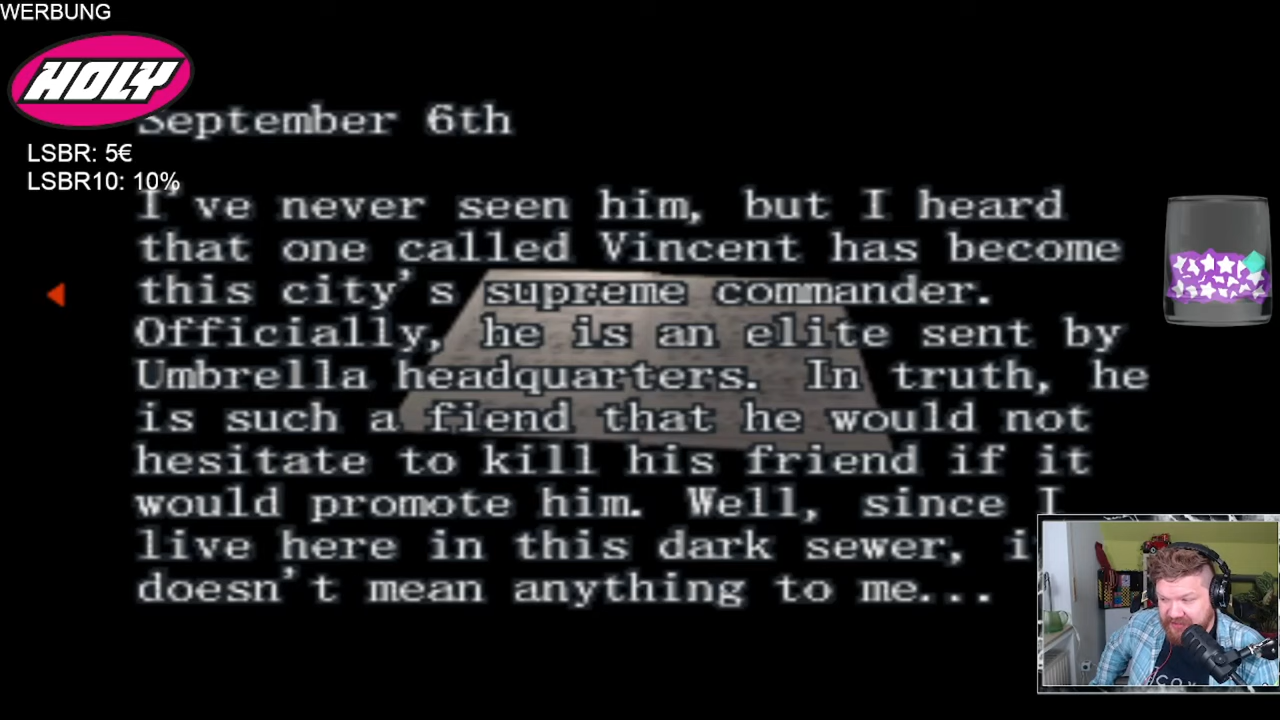 WERBUNG
HOLY
LSBR: 5€
LSBR10: 10%
September 6th
I've never seen him, but I heard
that one called Vincent has become
this city's supreme commander.
Officially, he is an elite sent by
Umbrella headquarters. In truth, he
is such a fiend that he would not
hesitate to kill his friend if it
would promote him. Well, since I
live here in this dark sewer,
doesn't mean anything to me...